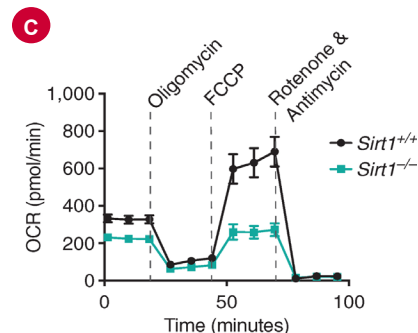 C
Oligomycin
FCCP
Rotenone &
Antimycin
1,000
800
600
400
200
0
OCR (pmol/min)
Sirt1+/+
Sirt1−/−
0
50
100
Time (minutes)